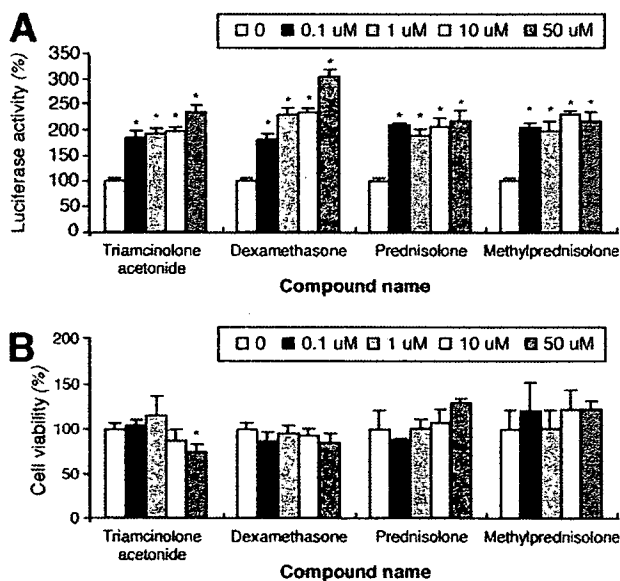 A
0 0.1 uM 1 uM 10 uM 50 uM
Luciferase activity (%)
350
300
250
200
150
100
50
0
* * * * * * * * * * * * * * * *
Triamcinolone acetonide
Dexamethasone
Prednisolone
Methylprednisolone
Compound name
B
0 0.1 uM 1 uM 10 uM 50 uM
Cell viability (%)
200
150
100
50
0
*
Triamcinolone acetonide
Dexamethasone
Prednisolone
Methylprednisolone
Compound name